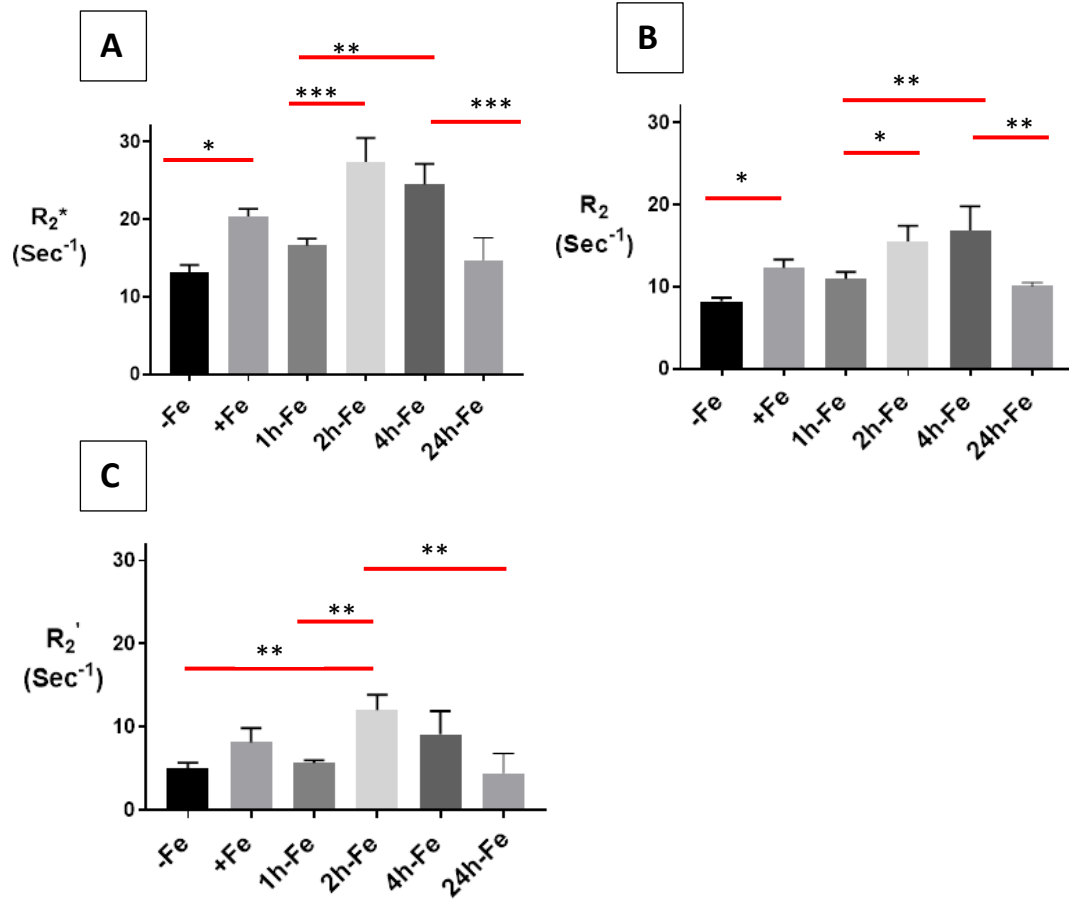 A
**
***
***
*
30
20
10
0
R₂*
(Sec⁻¹)
-Fe
+Fe
1h-Fe
2h-Fe
4h-Fe
24h-Fe
B
**
**
*
*
30
20
10
0
R₂
(Sec⁻¹)
-Fe
+Fe
1h-Fe
2h-Fe
4h-Fe
24h-Fe
C
**
**
**
30
20
10
0
R₂'
(Sec⁻¹)
-Fe
+Fe
1h-Fe
2h-Fe
4h-Fe
24h-Fe